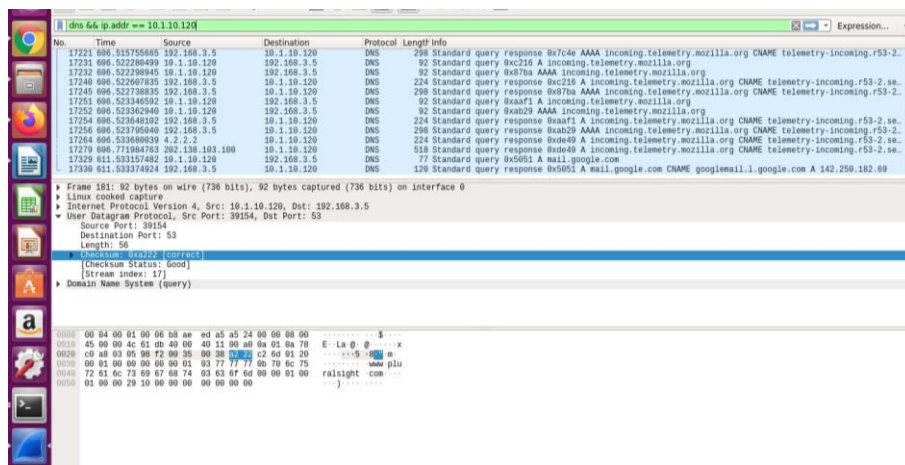 dns && ip.addr == 10.1.10.120
Expression...
No. Time Source Destination Protocol Length Info
17221 606.515755665 192.168.3.5 10.1.10.120 DNS 298 Standard query response 0x7c4e AAAA incoming.telemetry.mozilla.org CNAME telemetry-incoming.r53-2…
17231 606.522280499 10.1.10.120 192.168.3.5 DNS 92 Standard query 0xc216 A incoming.telemetry.mozilla.org
17232 606.522298945 10.1.10.120 192.168.3.5 DNS 92 Standard query 0x87ba AAAA incoming.telemetry.mozilla.org
17240 606.522607835 192.168.3.5 10.1.10.120 DNS 224 Standard query response 0xc216 A incoming.telemetry.mozilla.org CNAME telemetry-incoming.r53-2.se…
17245 606.522738835 192.168.3.5 10.1.10.120 DNS 298 Standard query response 0x87ba AAAA incoming.telemetry.mozilla.org CNAME telemetry-incoming.r53-2…
17251 606.523346592 10.1.10.120 192.168.3.5 DNS 92 Standard query 0xaaf1 A incoming.telemetry.mozilla.org
17252 606.523362940 10.1.10.120 192.168.3.5 DNS 92 Standard query 0xab29 AAAA incoming.telemetry.mozilla.org
17254 606.523648102 192.168.3.5 10.1.10.120 DNS 224 Standard query response 0xaaf1 A incoming.telemetry.mozilla.org CNAME telemetry-incoming.r53-2.se…
17256 606.523795040 192.168.3.5 10.1.10.120 DNS 298 Standard query response 0xab29 AAAA incoming.telemetry.mozilla.org CNAME telemetry-incoming.r53-2…
17264 606.533680039 4.2.2.2 10.1.10.120 DNS 224 Standard query response 0xde49 A incoming.telemetry.mozilla.org CNAME telemetry-incoming.r53-2.se…
17279 606.771984763 202.138.103.100 10.1.10.120 DNS 518 Standard query response 0xde49 A incoming.telemetry.mozilla.org CNAME telemetry-incoming.r53-2.se…
17329 611.533157482 10.1.10.120 192.168.3.5 DNS 77 Standard query 0x5051 A mail.google.com
17330 611.533374924 192.168.3.5 10.1.10.120 DNS 120 Standard query response 0x5051 A mail.google.com CNAME googlemail.l.google.com A 142.250.182.69
Frame 181: 92 bytes on wire (736 bits), 92 bytes captured (736 bits) on interface 0
Linux cooked capture
Internet Protocol Version 4, Src: 10.1.10.120, Dst: 192.168.3.5
User Datagram Protocol, Src Port: 39154, Dst Port: 53
Source Port: 39154
Destination Port: 53
Length: 56
Checksum: 0xa222 [correct]
[Checksum Status: Good]
[Stream index: 17]
Domain Name System (query)
0000 00 04 00 01 00 06 b8 ae ed a5 a5 24 00 00 08 00 ········ ···$····
0010 45 00 00 4c 61 db 40 00 40 11 00 a0 0a 01 0a 78 E··La·@· @······x
0020 c0 a8 03 05 98 f2 00 35 00 38 a2 22 c2 6d 01 20 ·······5 ·8·"·m·
0030 00 01 00 00 00 00 00 01 03 77 77 77 0b 70 6c 75 ········ ·www·plu
0040 72 61 6c 73 69 67 68 74 03 63 6f 6d 00 00 01 00 ralsight ·com····
0050 01 00 00 29 10 00 00 00 00 00 00 00 ···)···· ····